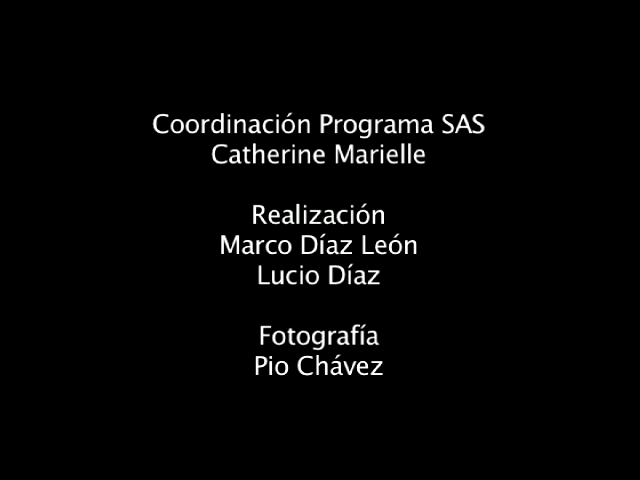 Coordinación Programa SAS
Catherine Marielle
Realización
Marco Díaz León
Lucio Díaz
Fotografía
Pio Chávez